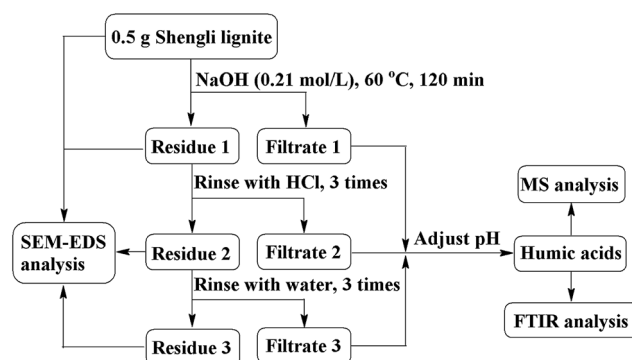 0.5 g Shengli lignite
NaOH (0.21 mol/L), 60 °C, 120 min
Residue 1
Filtrate 1
Rinse with HCl, 3 times
MS analysis
SEM-EDS
analysis
Residue 2
Filtrate 2
Adjust pH
Humic acids
Rinse with water, 3 times
FTIR analysis
Residue 3
Filtrate 3